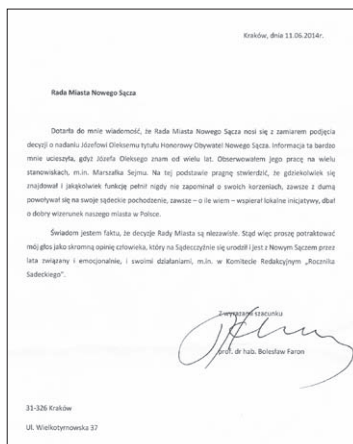 Kraków, dnia 11.06.2014r.
Rada Miasta Nowego Sącza
Dotarła do mnie wiadomość, że Rada Miasta Nowego Sącza nosi się z zamiarem podjęcia
decyzji o nadaniu Józefowi Oleksemu tytułu Honorowy Obywatel Nowego Sącza. Informacja ta bardzo
mnie ucieszyła, gdyż Józefa Oleksego znam od wielu lat. Obserwowałem jego pracę na wielu
stanowiskach, m.in. Marszałka Sejmu. Na tej podstawie pragnę stwierdzić, że gdziekolwiek się
znajdował i jakąkolwiek funkcję pełnił nigdy nie zapominał o swoich korzeniach, zawsze z dumą
powoływał się na swoje sądeckie pochodzenie, zawsze – o ile wiem – wspierał lokalne inicjatywy, dbał
o dobry wizerunek naszego miasta w Polsce.
Świadom jestem faktu, że decyzje Rady Miasta są niezawisłe. Stąd więc proszę potraktować
mój głos jako skromną opinię człowieka, który na Sądecczyźnie się urodził i jest z Nowym Sączem przez
lata związany i emocjonalnie, i swoimi działaniami, m.in. w Komitecie Redakcyjnym „Rocznika
Sadeckiego”.
Z wyrazami szacunku
prof. dr hab. Bolesław Faron
31-326 Kraków
Ul. Wielkotyrnowska 37